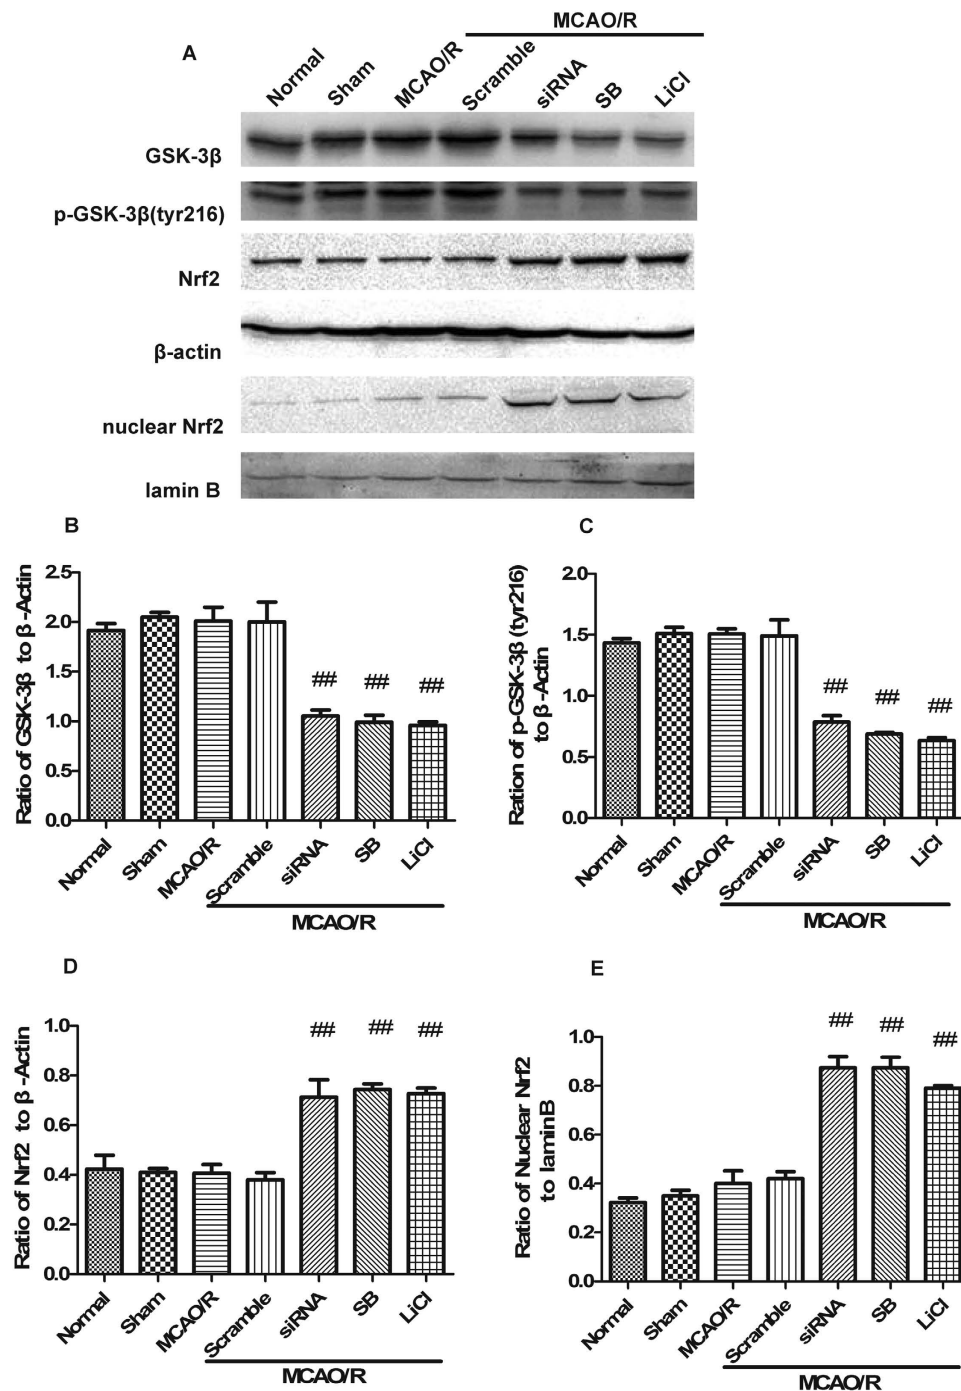 MCAO/R
A
Normal
Sham
MCAO/R
Scramble
siRNA
SB
LiCl
GSK-3β
p-GSK-3β(tyr216)
Nrf2
β-actin
nuclear Nrf2
lamin B
B
Ratio of GSK-3β to β-Actin
2.5
2.0
1.5
1.0
0.5
0.0
## ## ##
Normal
Sham
MCAO/R
Scramble
siRNA
SB
LiCl
MCAO/R
C
Ration of p-GSK-3β (tyr216)
to β-Actin
2.0
1.5
1.0
0.5
0.0
## ## ##
Normal
Sham
MCAO/R
Scramble
siRNA
SB
LiCl
MCAO/R
D
Ratio of Nrf2 to β-Actin
1.0
0.8
0.6
0.4
0.2
0.0
## ## ##
Normal
Sham
MCAO/R
Scramble
siRNA
SB
LiCl
MCAO/R
E
Ratio of Nuclear Nrf2
to laminB
1.0
0.8
0.6
0.4
0.2
0.0
## ## ##
Normal
Sham
MCAO/R
Scramble
siRNA
SB
LiCl
MCAO/R